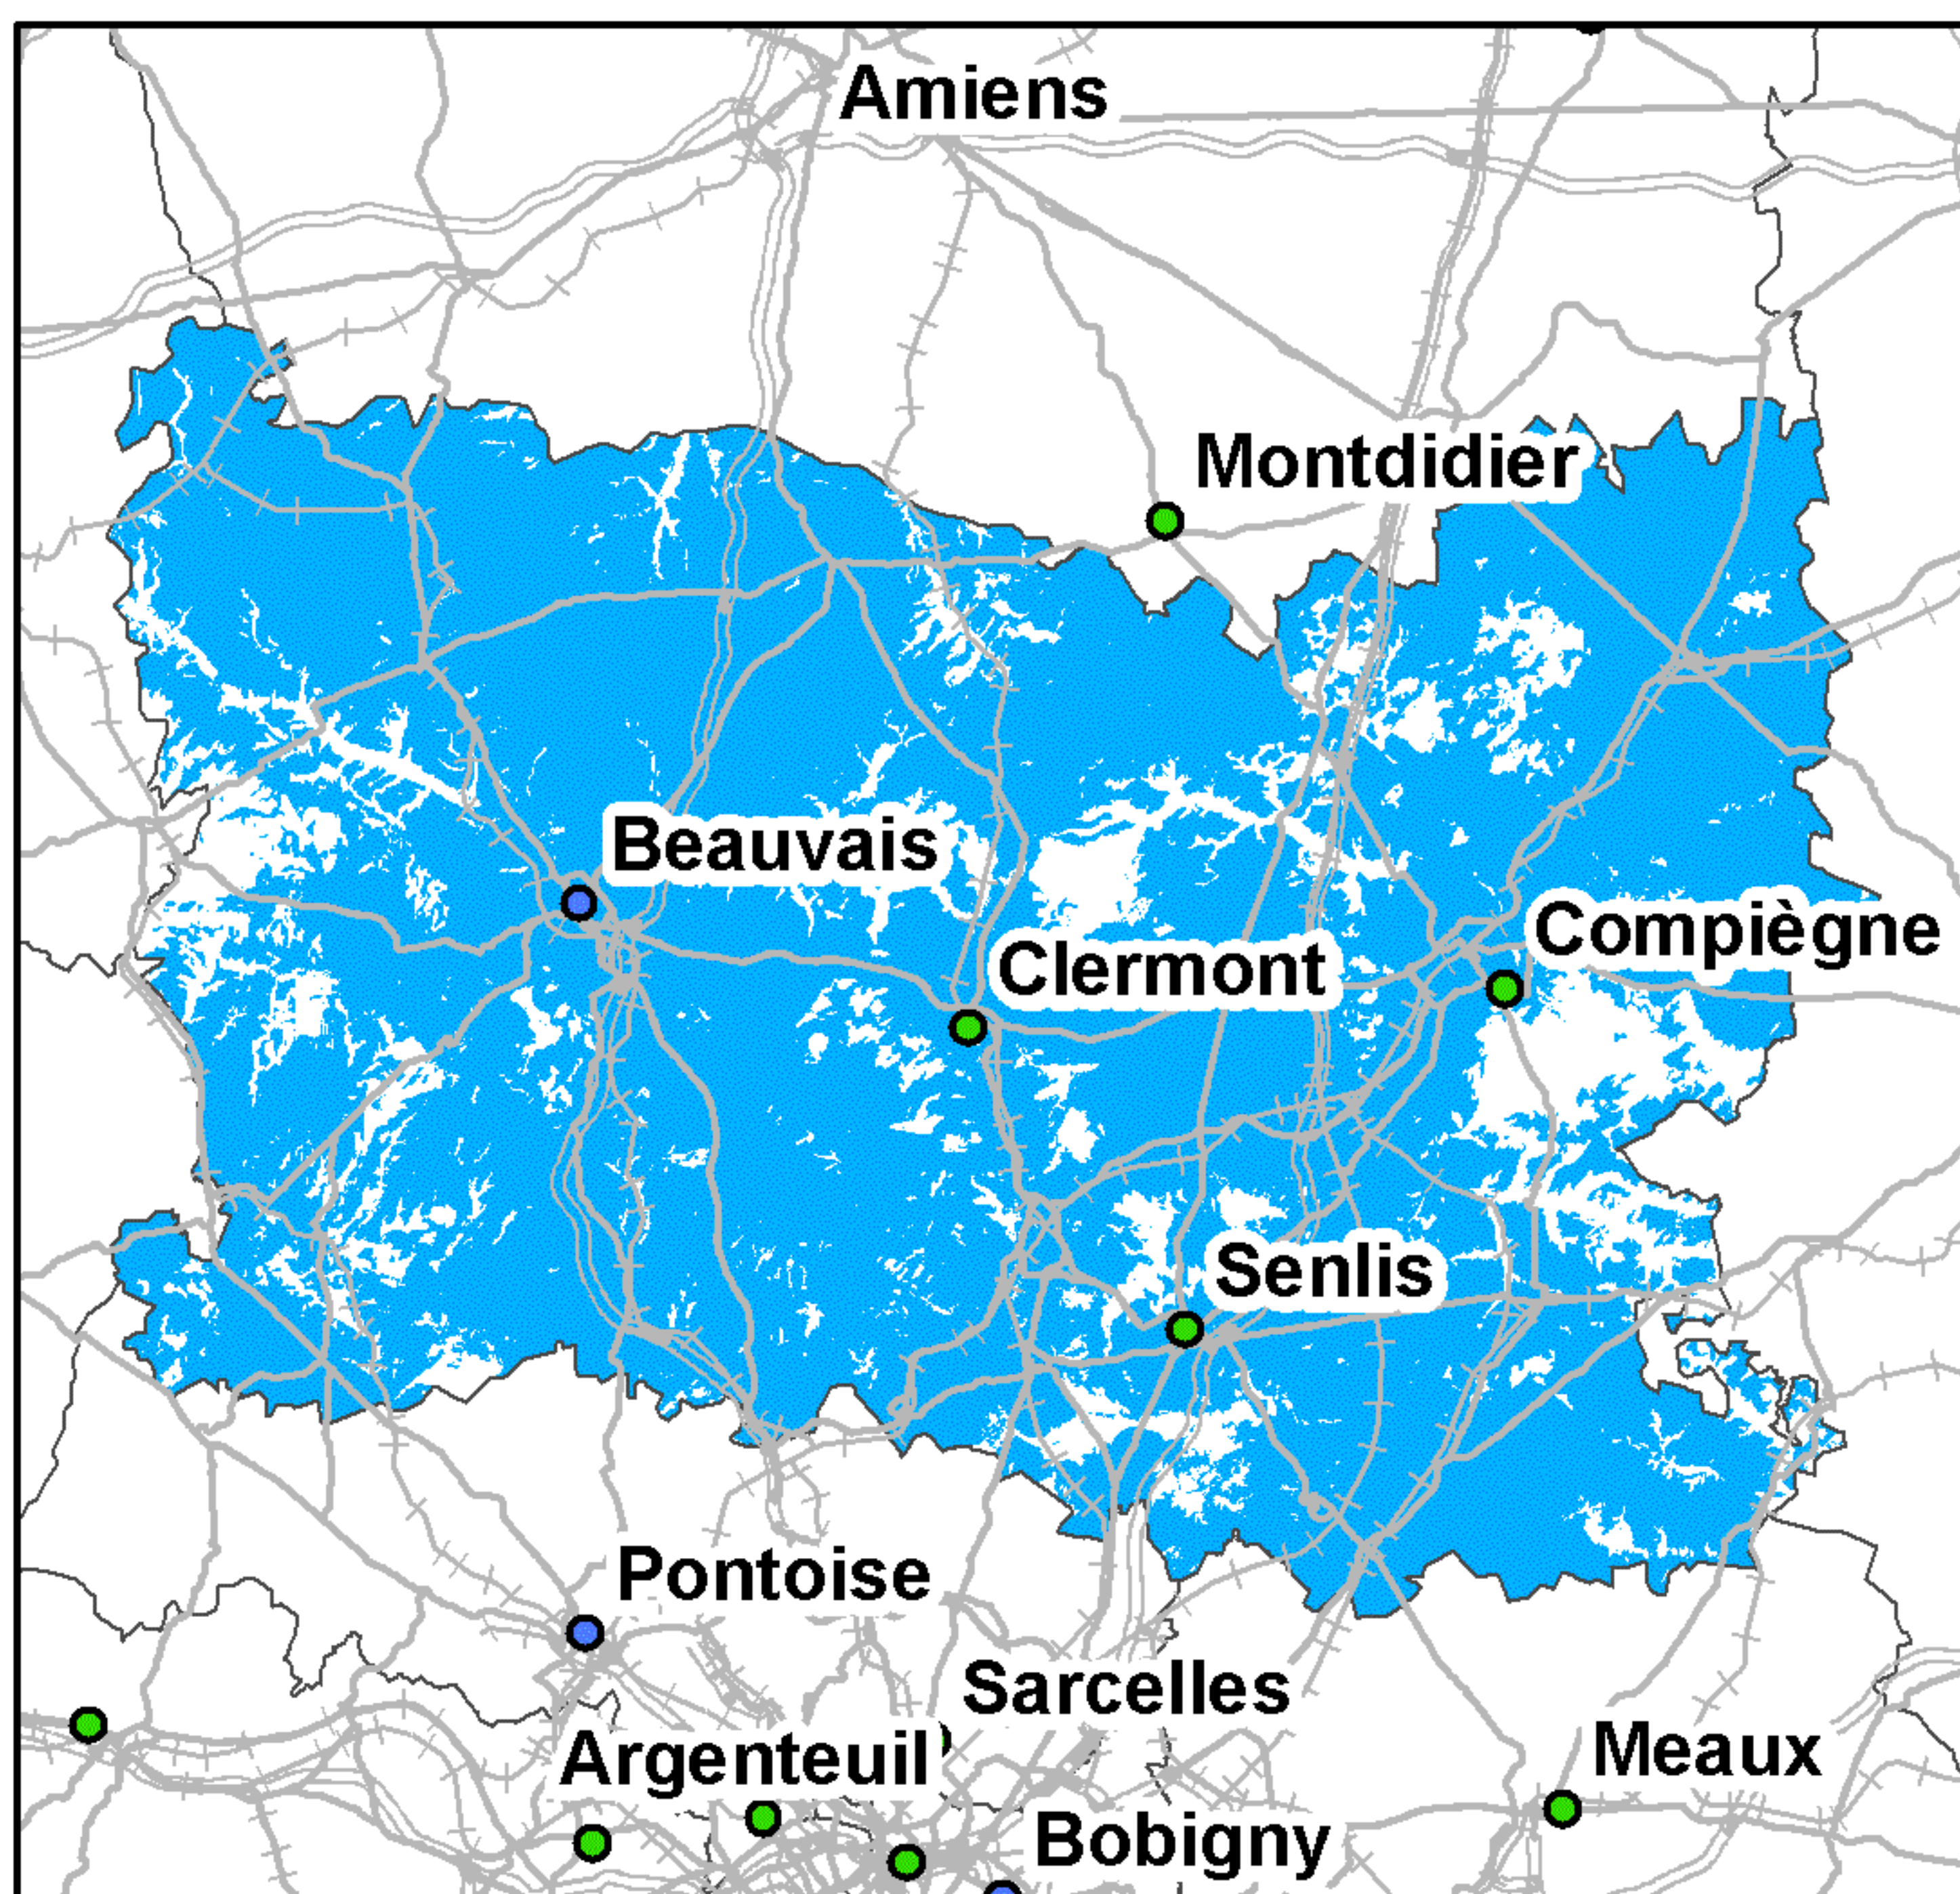 Amiens
Montdidier
Beauvais
Compiègne
Clermont
Senlis
Pontoise
Sarcelles
Argenteuil
Meaux
Bobigny